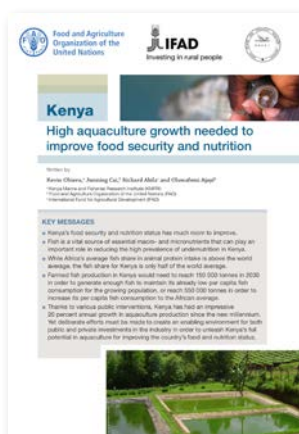 Food and Agriculture
Organization of the
United Nations
IFAD
Investing in rural people
Kenya
High aquaculture growth needed to
improve food security and nutrition
Written by
KEY MESSAGES
Kenya's food security and nutrition status has much room to improve.
Fish is a vital source of essential macro- and micronutrients that can play an
important role in reducing the high prevalence of undernutrition in Kenya.
While Africa's average fish share in animal protein intake is above the world
average, the fish share for Kenya is only half of the world average.
Farmed fish production in Kenya would need to reach 150 000 tonnes in 2030
in order to generate enough fish to maintain its already low per capita fish
consumption for the growing population, or reach 550 000 tonnes in order to
increase its per capita fish consumption to the African average.
Thanks to various public interventions, Kenya has had an impressive
20 percent annual growth in aquaculture production since the new millennium.
Yet deliberate efforts must be made to create an enabling environment for both
public and private investments in the industry in order to unleash Kenya's full
potential in aquaculture for improving the country's food and nutrition status.